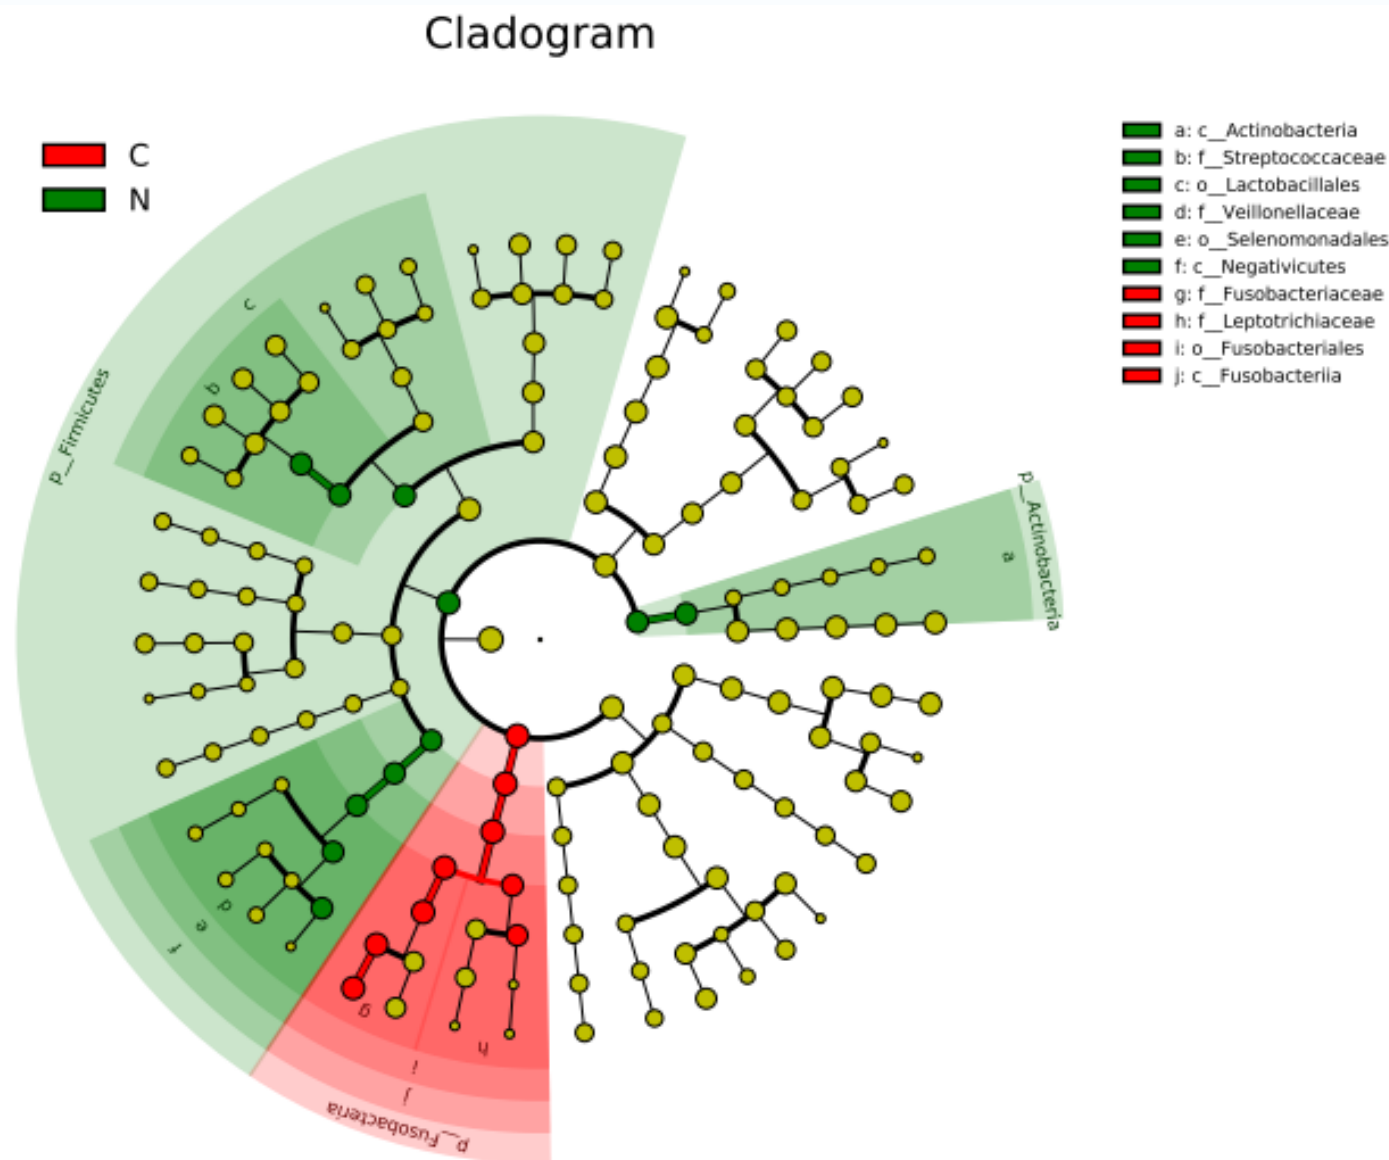 Cladogram
C
N
a: c__Actinobacteria
b: f__Streptococcaceae
c: o__Lactobacillales
d: f__Veillonellaceae
e: o__Selenomonadales
f: c__Negativicutes
g: f__Fusobacteriaceae
h: f__Leptotrichiaceae
i: o__Fusobacteriales
j: c__Fusobacteriia
p__Firmicutes
c
b
p__Actinobacteria
a
d
e
f
g
h
i
j
p__Fusobacteria